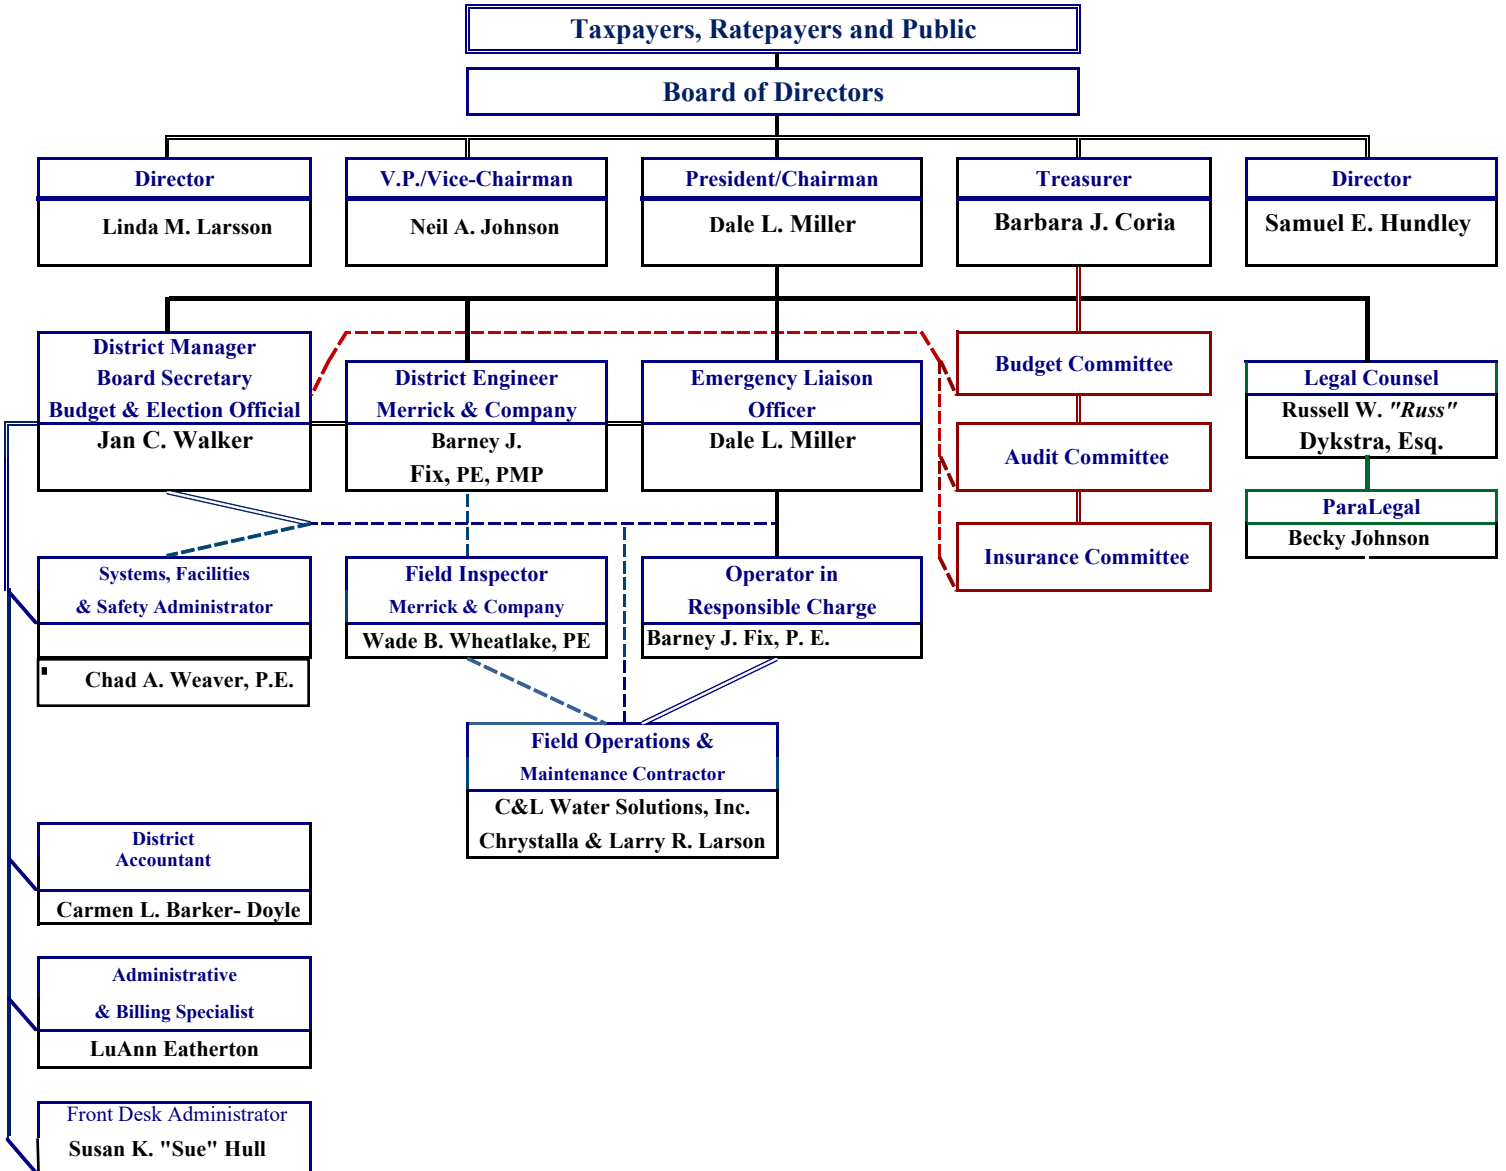 Taxpayers, Ratepayers and Public
Board of Directors
Director
Linda M. Larsson
V.P./Vice-Chairman
Neil A. Johnson
President/Chairman
Dale L. Miller
Treasurer
Barbara J. Coria
Director
Samuel E. Hundley
District Manager
Board Secretary
Budget & Election Official
Jan C. Walker
District Engineer
Merrick & Company
Barney J.
Fix, PE, PMP
Emergency Liaison
Officer
Dale L. Miller
Budget Committee
Audit Committee
Insurance Committee
Legal Counsel
Russell W. "Russ"
Dykstra, Esq.
ParaLegal
Becky Johnson
Systems, Facilities
& Safety Administrator
Chad A. Weaver, P.E.
Field Inspector
Merrick & Company
Wade B. Wheatlake, PE
Operator in
Responsible Charge
Barney J. Fix, P. E.
Field Operations &
Maintenance Contractor
C&L Water Solutions, Inc.
Chrystalla & Larry R. Larson
District
Accountant
Carmen L. Barker- Doyle
Administrative
& Billing Specialist
LuAnn Eatherton
Front Desk Administrator
Susan K. "Sue" Hull